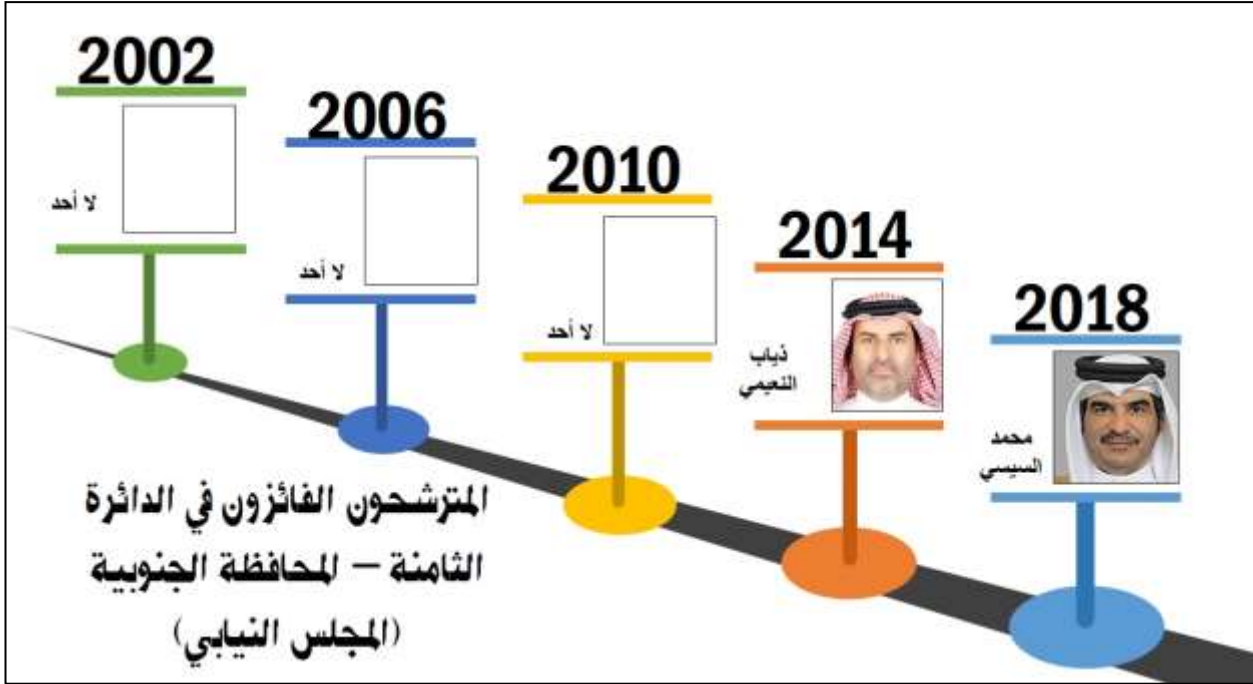 2002
لا أحد
2006
لا أحد
2010
لا أحد
2014
ذياب
النعيمي
2018
محمد
السيسي
المترشحون الفائزون في الدائرة
الثامنة – المحافظة الجنوبية
(المجلس النيابي)